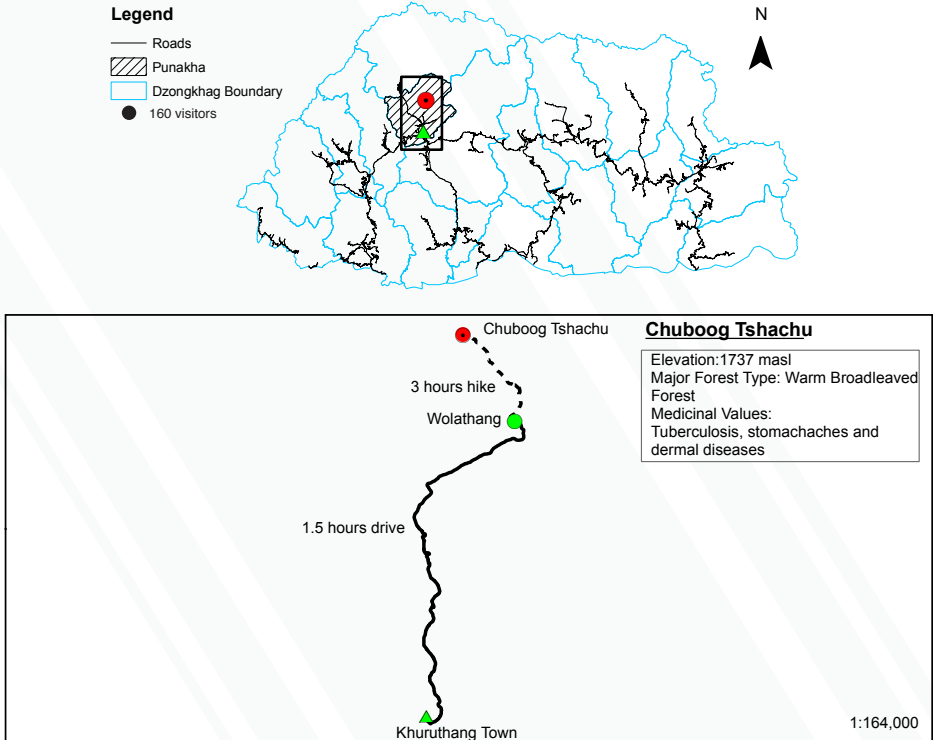 Legend
Roads
Punakha
Dzongkhag Boundary
160 visitors
N
Chuboog Tshachu
3 hours hike
Wolathang
1.5 hours drive
Khuruthang Town
Chuboog Tshachu
Elevation:1737 masl
Major Forest Type: Warm Broadleaved
Forest
Medicinal Values:
Tuberculosis, stomachaches and
dermal diseases
1:164,000